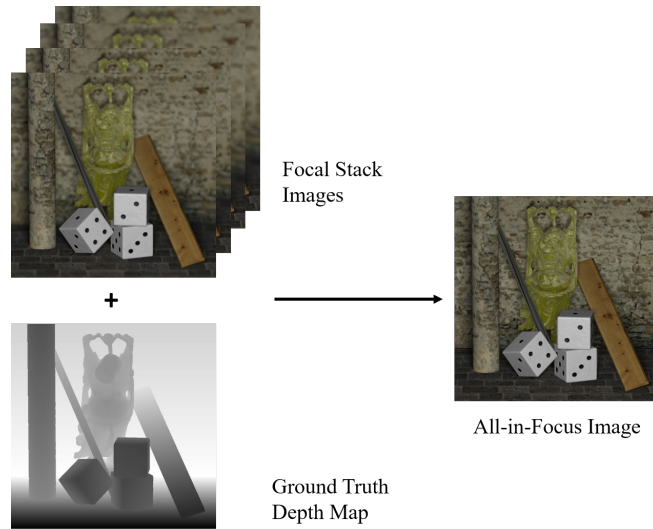 Focal Stack
Images
+
All-in-Focus Image
Ground Truth
Depth Map